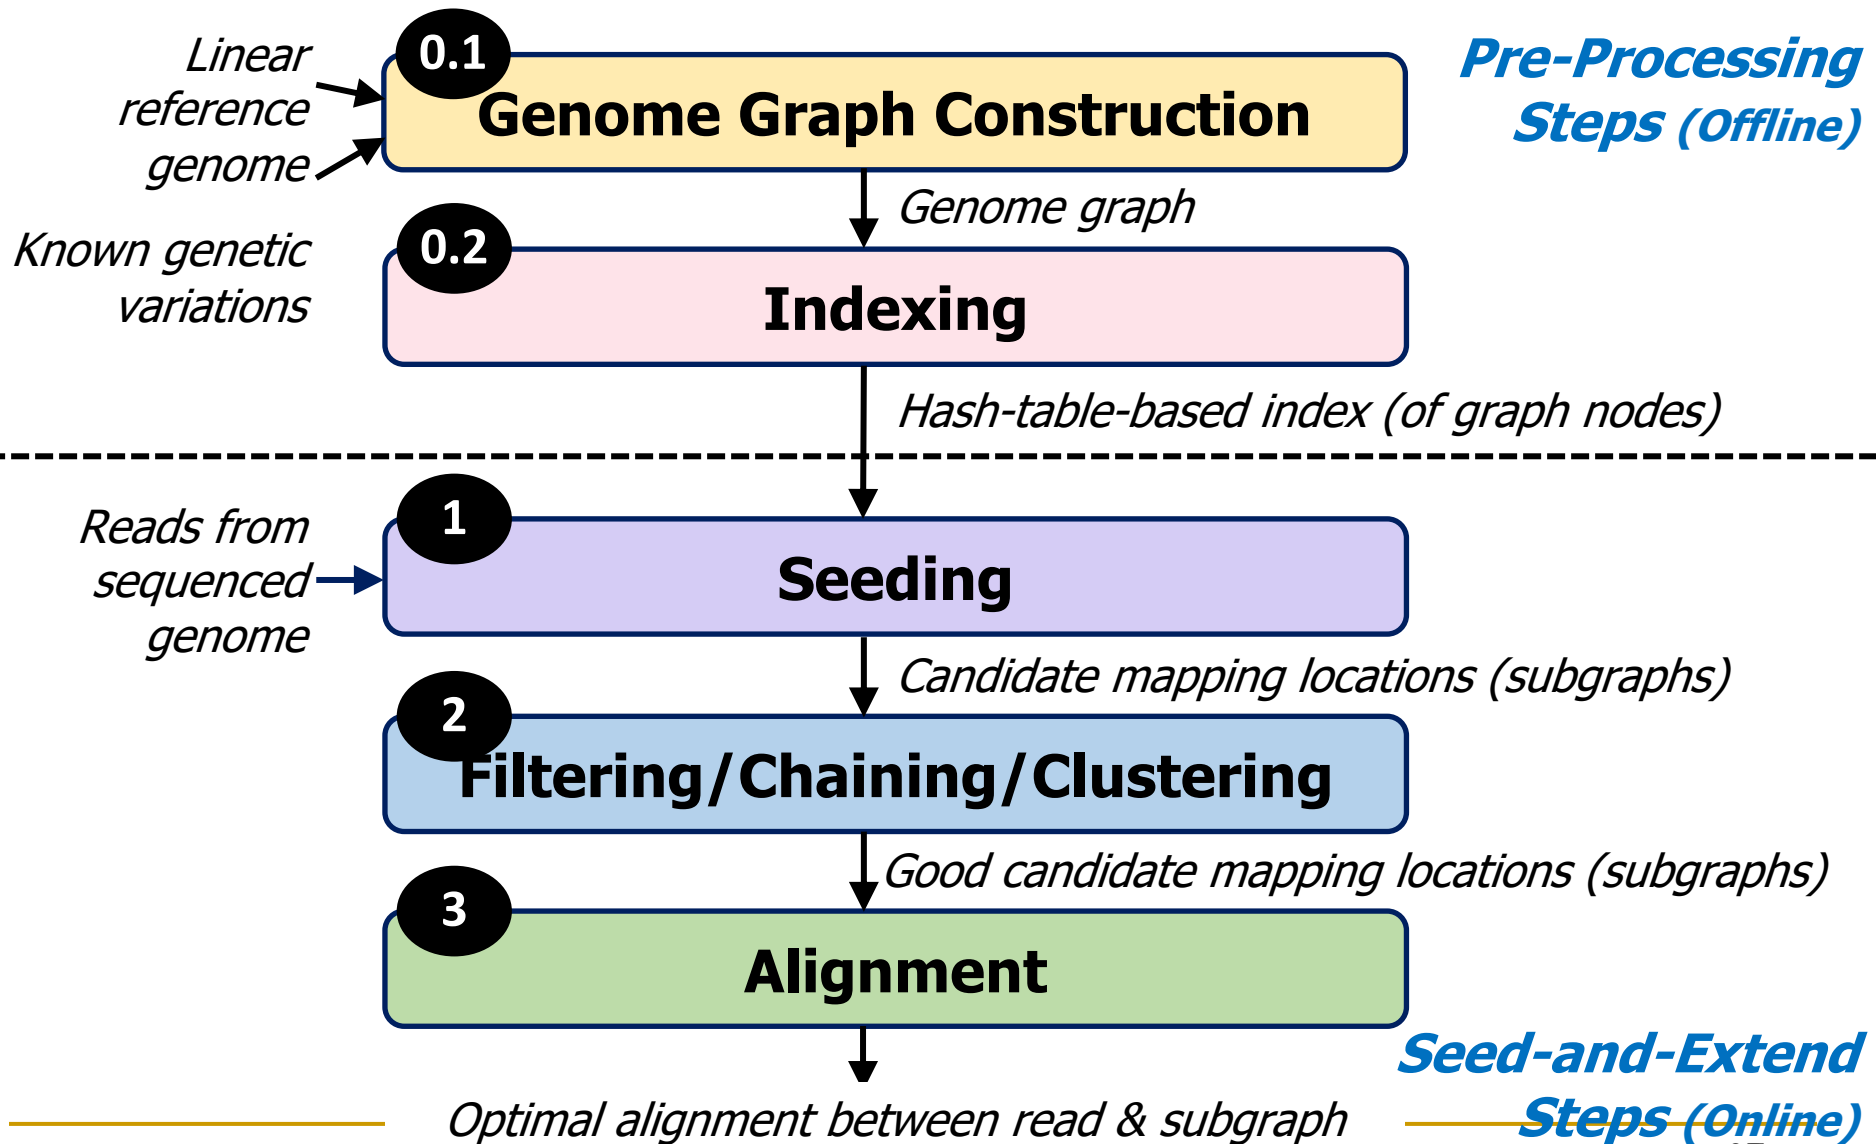 Linear
reference
genome
0.1
Genome Graph Construction
Pre-Processing
Steps (Offline)
Genome graph
Known genetic
variations
0.2
Indexing
Hash-table-based index (of graph nodes)
Reads from
sequenced
genome
1
Seeding
Candidate mapping locations (subgraphs)
2
Filtering/Chaining/Clustering
Good candidate mapping locations (subgraphs)
3
Alignment
Seed-and-Extend
Steps (Online)
Optimal alignment between read & subgraph